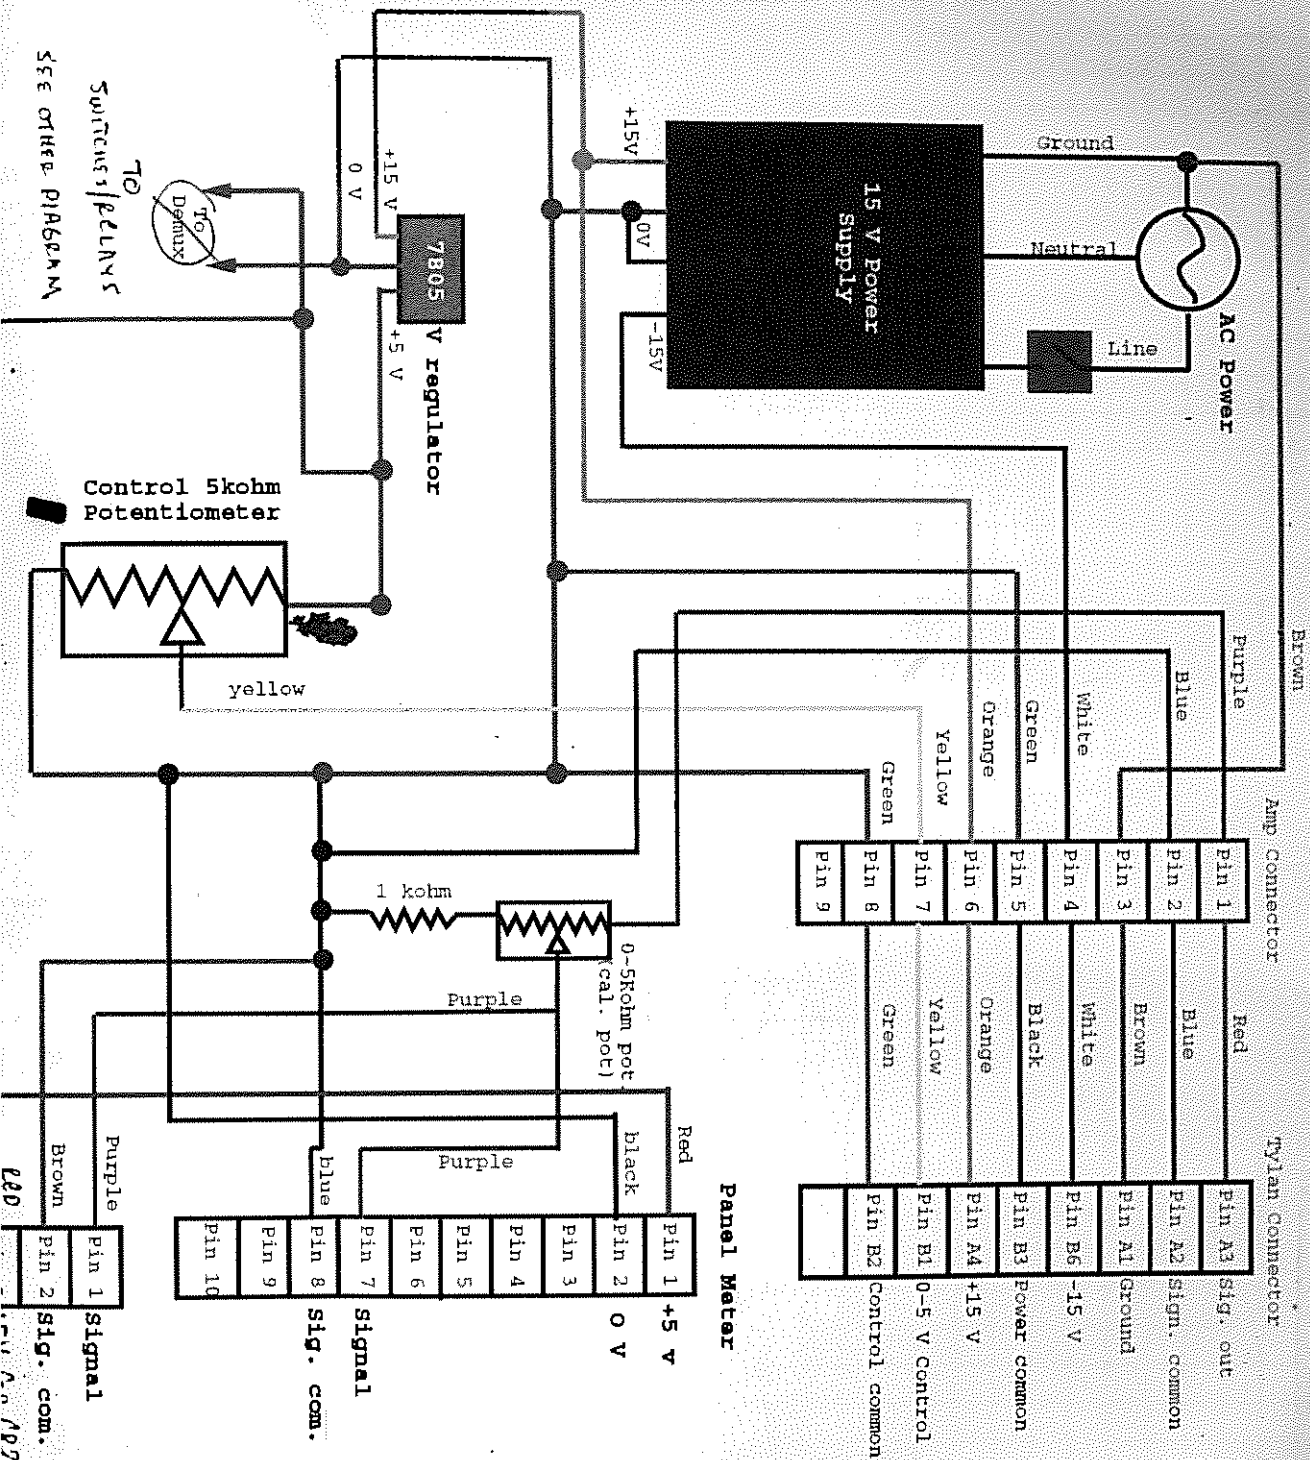 AC Power
Ground
Neutral
Line
15 V Power
Supply
+15V
0V
-15V
+15 V
0 V
7805
V regulator
+5 V
To
Demux
TO
SWITCHES/RELAYS
SEE OTHER DIAGRAM
Control 5kohm
Potentiometer
yellow
Brown
Purple
Blue
White
Green
Orange
Yellow
Green
Amp Connector
Pin 1
Pin 2
Pin 3
Pin 4
Pin 5
Pin 6
Pin 7
Pin 8
Pin 9
Red
Blue
Brown
White
Black
Orange
Yellow
Green
Tylan Connector
Pin A3 Sig. out
Pin A2 Sign. common
Pin A1 Ground
Pin B6 -15 V
Pin B3 Power common
Pin A4 +15 V
Pin B1 0-5 V Control
Pin B2 Control common
1 kohm
0-5Kohm pot
(cal. pot)
Purple
Red
black
Purple
blue
Purple
Brown
Panel Meter
Pin 1 +5 v
Pin 2 0 V
Pin 3
Pin 4
Pin 5
Pin 6
Pin 7 Signal
Pin 8 Sig. com.
Pin 9
Pin 10
Pin 1 Signal
Pin 2 Sig. com.